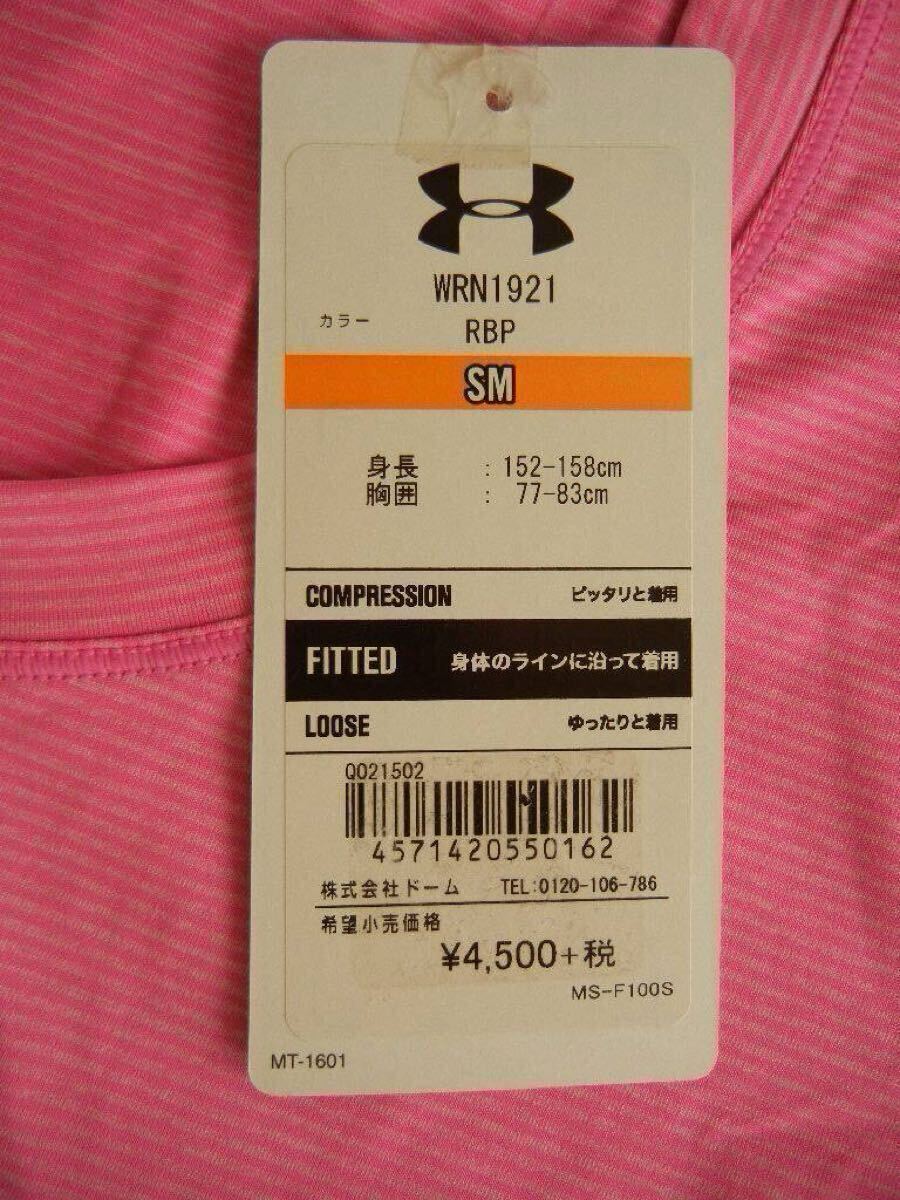 WRN1921
カラー
RBP
SM
身長 : 152-158cm
胸囲 : 77-83cm
COMPRESSION ピッタリと着用
FITTED 身体のラインに沿って着用
LOOSE ゆったりと着用
Q021502
4571420550162
株式会社ドーム TEL:0120-106-786
希望小売価格
¥4,500+税
MS-F100S
MT-1601